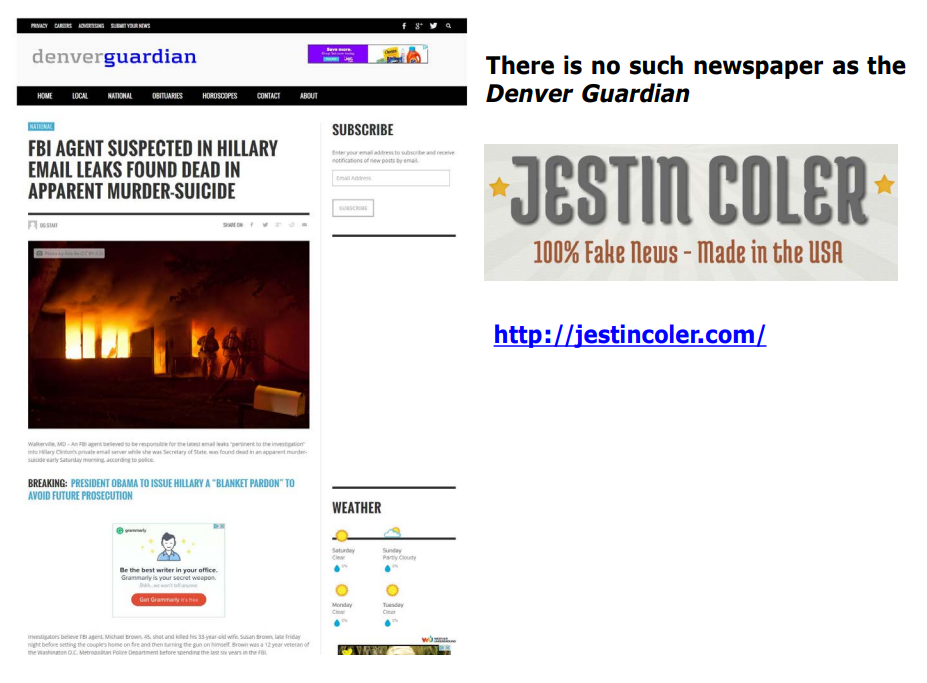 PRIVACY CAREERS ADVERTISING SUBMIT YOUR NEWS
denverguardian
Save more.
HOME LOCAL NATIONAL OBITUARIES HOROSCOPES CONTACT ABOUT
NATIONAL
FBI AGENT SUSPECTED IN HILLARY
EMAIL LEAKS FOUND DEAD IN
APPARENT MURDER-SUICIDE
DG STAFF
SHARE ON
Walkerville, MD – An FBI agent believed to be responsible for the latest email leaks "pertinent to the investigation"
into Hillary Clinton's private email server while she was Secretary of State, was found dead in an apparent murder-
suicide early Saturday morning, according to police.
BREAKING: PRESIDENT OBAMA TO ISSUE HILLARY A "BLANKET PARDON" TO
AVOID FUTURE PROSECUTION
grammarly
Be the best writer in your office.
Grammarly is your secret weapon.
Shhh, we won't tell anyone.
Get Grammarly It's free
Investigators believe FBI agent, Michael Brown, 45, shot and killed his 33-year-old wife, Susan Brown, late Friday
night before setting the couple's home on fire and then turning the gun on himself. Brown was a 12 year veteran of
the Washington D.C. Metropolitan Police Department before spending the last six years in the FBI.
SUBSCRIBE
Enter your email address to subscribe and receive
notifications of new posts by email.
Email Address
SUBSCRIBE
WEATHER
Saturday
Clear
0%
Sunday
Partly Cloudy
0%
Monday
Clear
0%
Tuesday
Clear
0%
There is no such newspaper as the
Denver Guardian
JESTIN COLER
100% Fake News - Made in the USA
http://jestincoler.com/